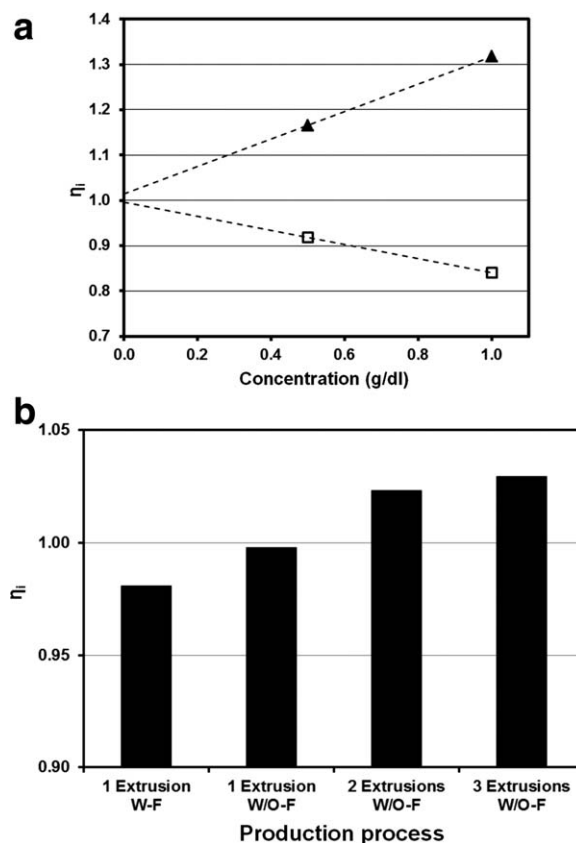 a
1.4
1.3
1.2
1.1
1.0
0.9
0.8
0.7
ηi
0.0 0.2 0.4 0.6 0.8 1.0
Concentration (g/dl)
b
1.05
1.00
0.95
0.90
ηi
1 Extrusion 1 Extrusion 2 Extrusions 3 Extrusions
W-F W/O-F W/O-F W/O-F
Production process